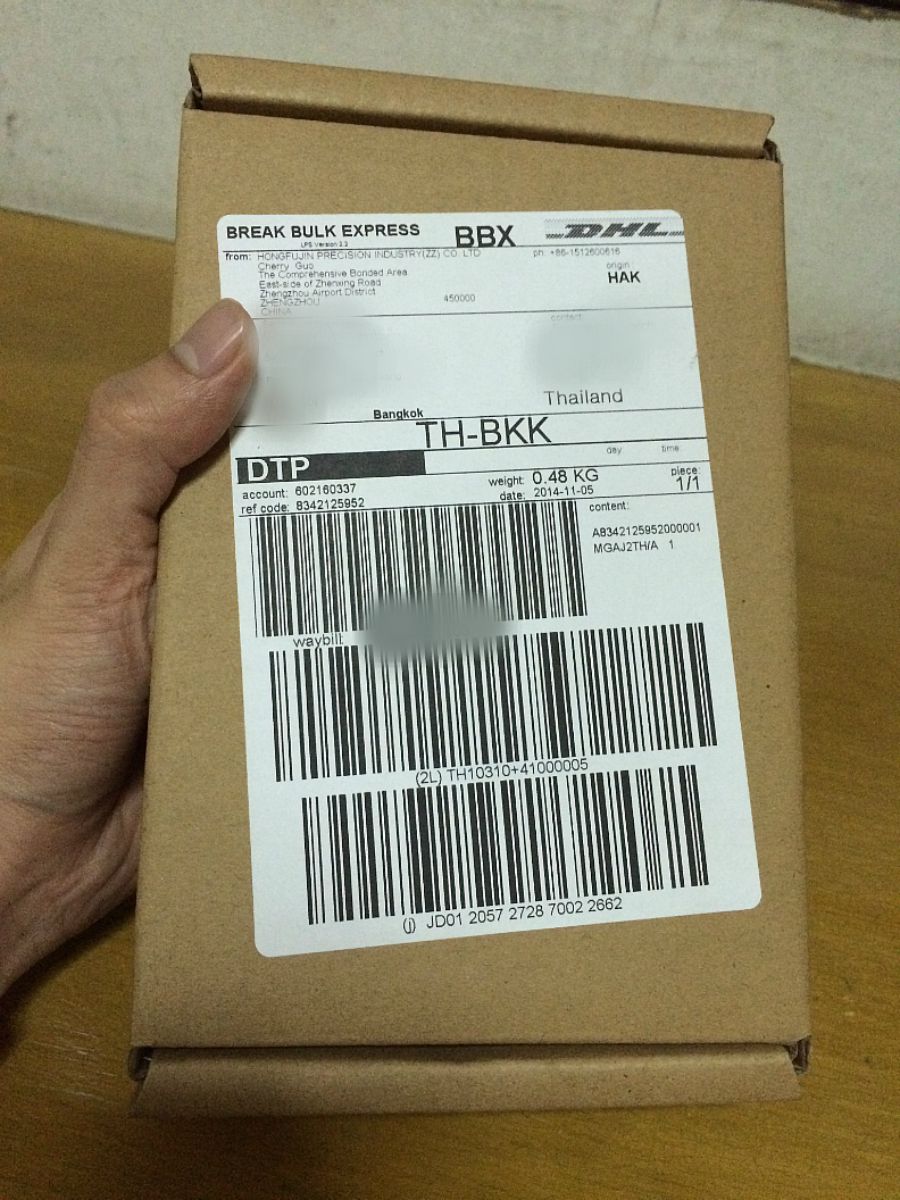 BREAK BULK EXPRESS
LPS Version 2.2
BBX
DHL
from: HONGFUJIN PRECISION INDUSTRY(ZZ) CO. LTD
ph: +86-1512600616
Cherry Guo
The Comprehensive Bonded Area
East-side of Zhenxing Road
Zhengzhou Airport District
ZHENGZHOU
450000
CHINA
origin:
HAK
contact:
Thailand
Bangkok
TH-BKK
day
time:
DTP
account: 602160337
ref code: 8342125952
weight: 0.48 KG
date: 2014-11-05
piece:
1/1
content:
A8342125952000001
MGAJ2TH/A 1
waybill:
(2L) TH10310+41000005
(J) JD01 2057 2728 7002 2662